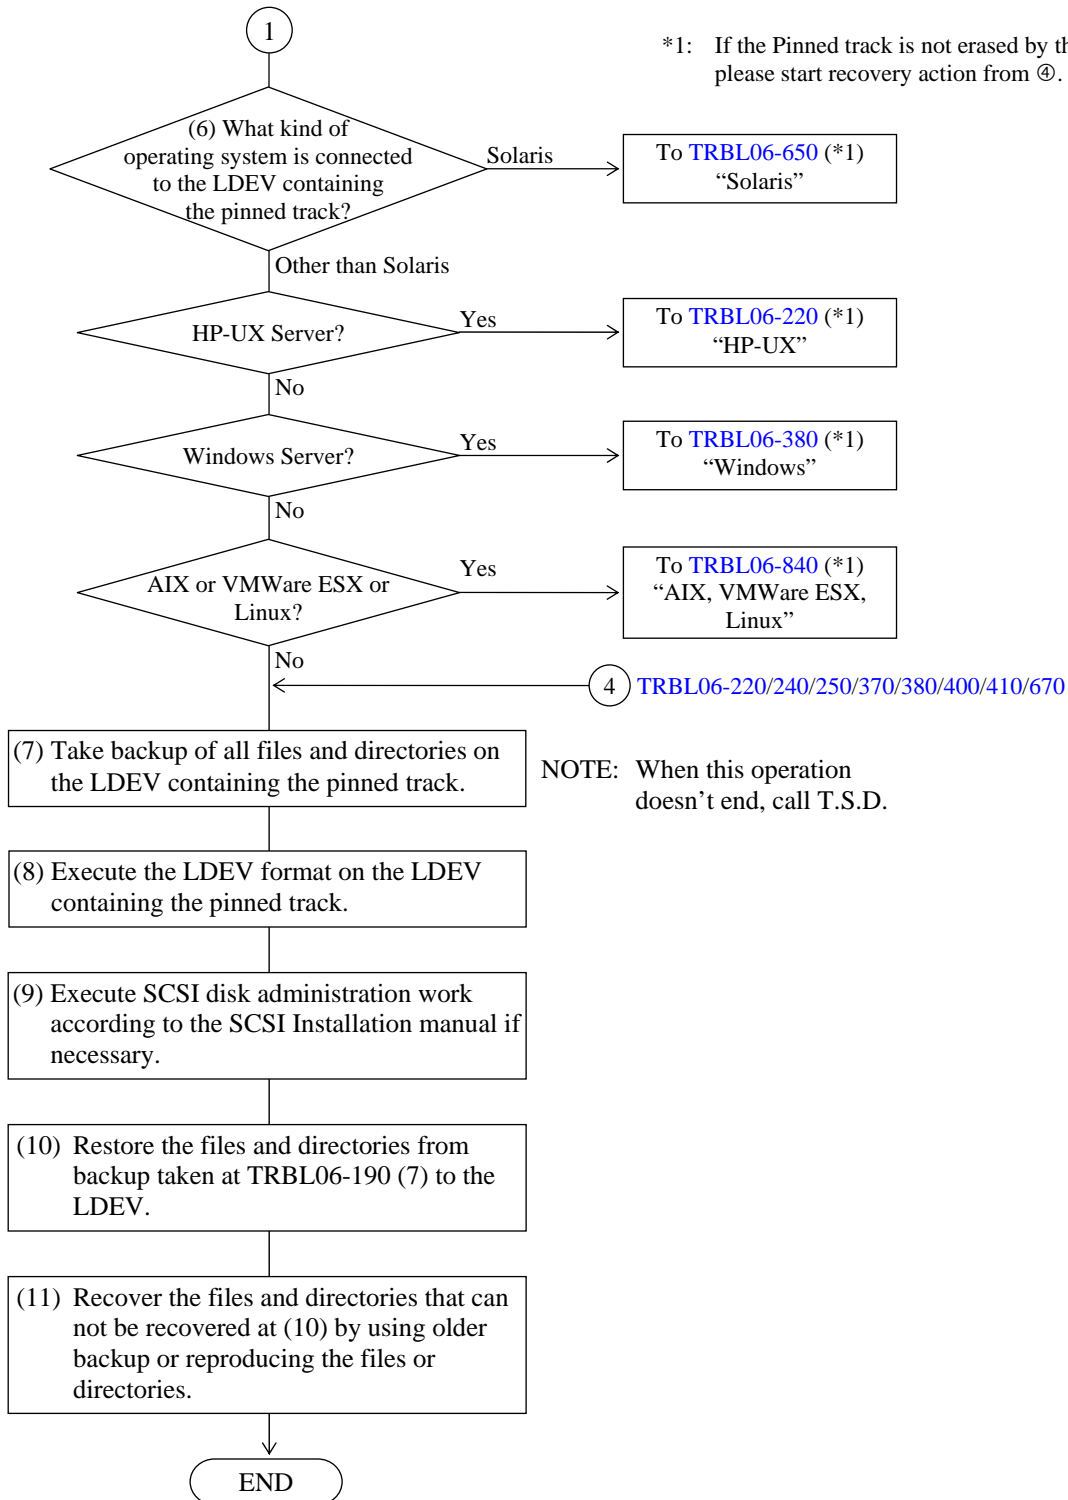 1
*1: If the Pinned track is not erased by
please start recovery action from ④.
(6) What kind of
operating system is connected
to the LDEV containing
the pinned track?
Solaris
To TRBL06-650 (*1)
“Solaris”
Other than Solaris
HP-UX Server?
Yes
To TRBL06-220 (*1)
“HP-UX”
No
Windows Server?
Yes
To TRBL06-380 (*1)
“Windows”
No
AIX or VMWare ESX or
Linux?
Yes
To TRBL06-840 (*1)
“AIX, VMWare ESX,
Linux”
No
4 TRBL06-220/240/250/370/380/400/410/670
(7) Take backup of all files and directories on
the LDEV containing the pinned track.
NOTE: When this operation
doesn’t end, call T.S.D.
(8) Execute the LDEV format on the LDEV
containing the pinned track.
(9) Execute SCSI disk administration work
according to the SCSI Installation manual if
necessary.
(10) Restore the files and directories from
backup taken at TRBL06-190 (7) to the
LDEV.
(11) Recover the files and directories that can
not be recovered at (10) by using older
backup or reproducing the files or
directories.
END